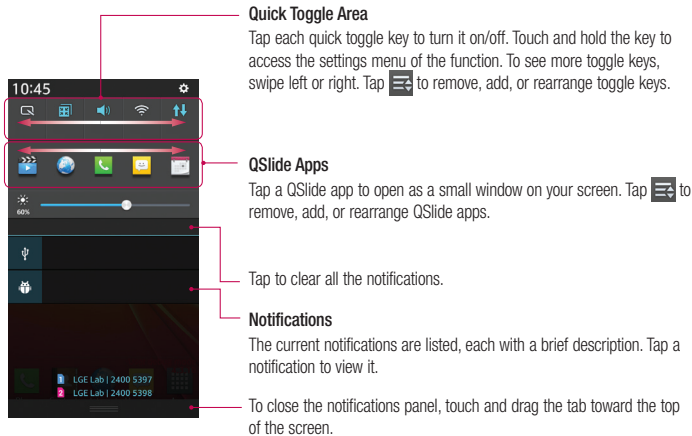 Quick Toggle Area
Tap each quick toggle key to turn it on/off. Touch and hold the key to
access the settings menu of the function. To see more toggle keys,
swipe left or right. Tap to remove, add, or rearrange toggle keys.
10:45
QSlide Apps
Tap a QSlide app to open as a small window on your screen. Tap to
remove, add, or rearrange QSlide apps.
60%
Tap to clear all the notifications.
Notifications
The current notifications are listed, each with a brief description. Tap a
notification to view it.
1 LGE Lab | 2400 5397
2 LGE Lab | 2400 5398
To close the notifications panel, touch and drag the tab toward the top
of the screen.